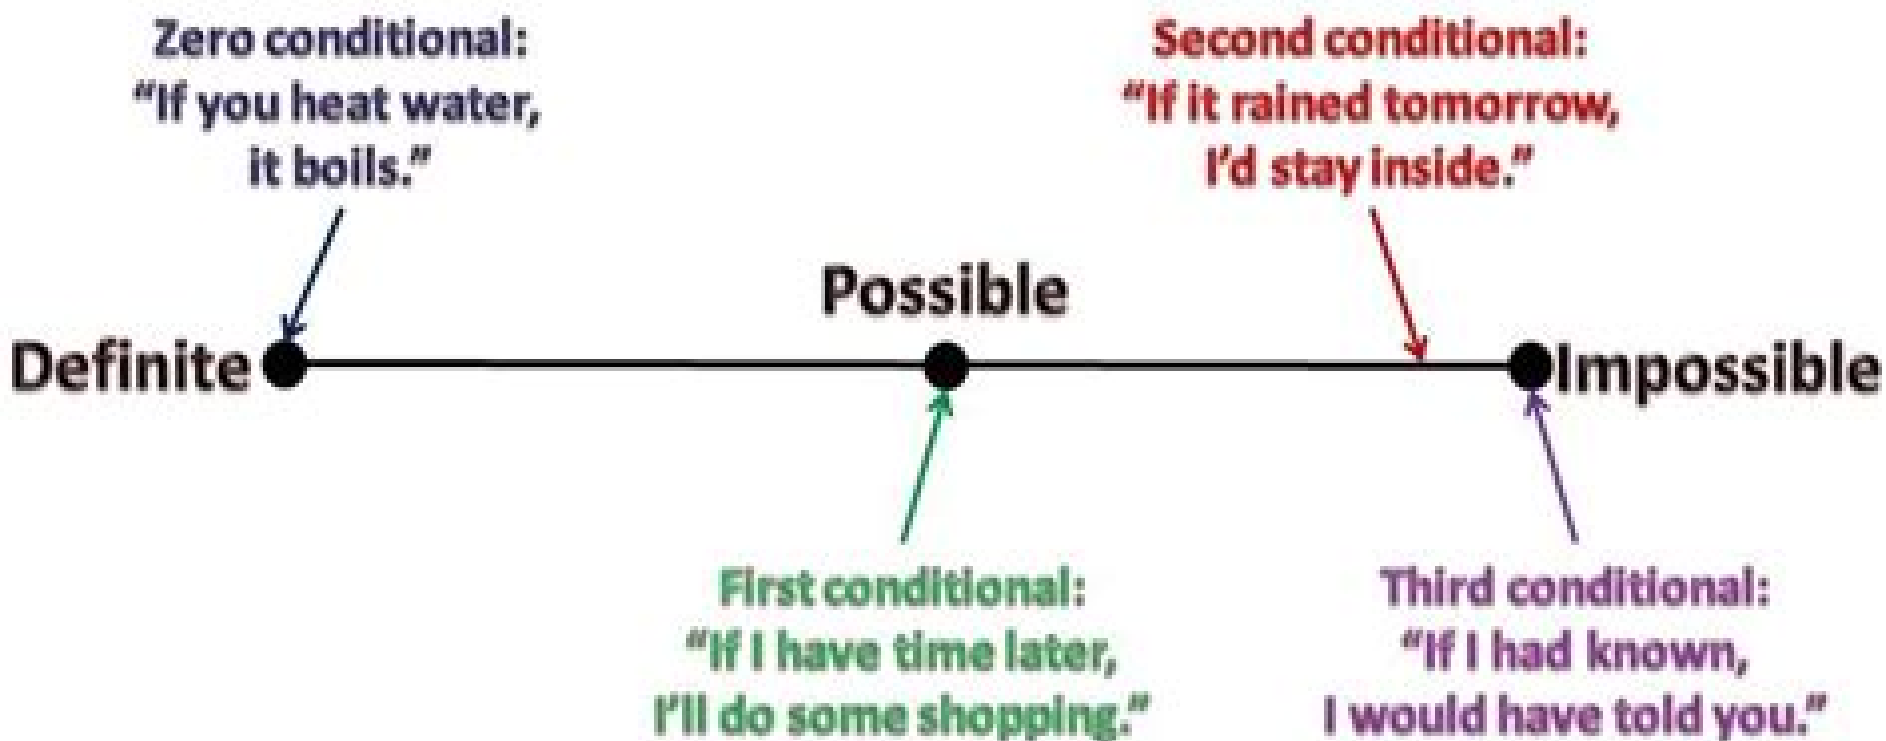 Zero conditional:
“If you heat water,
it boils.”
Second conditional:
“If it rained tomorrow,
I’d stay inside.”
Possible
Definite
Impossible
First conditional:
“If I have time later,
I’ll do some shopping.”
Third conditional:
“If I had known,
I would have told you.”